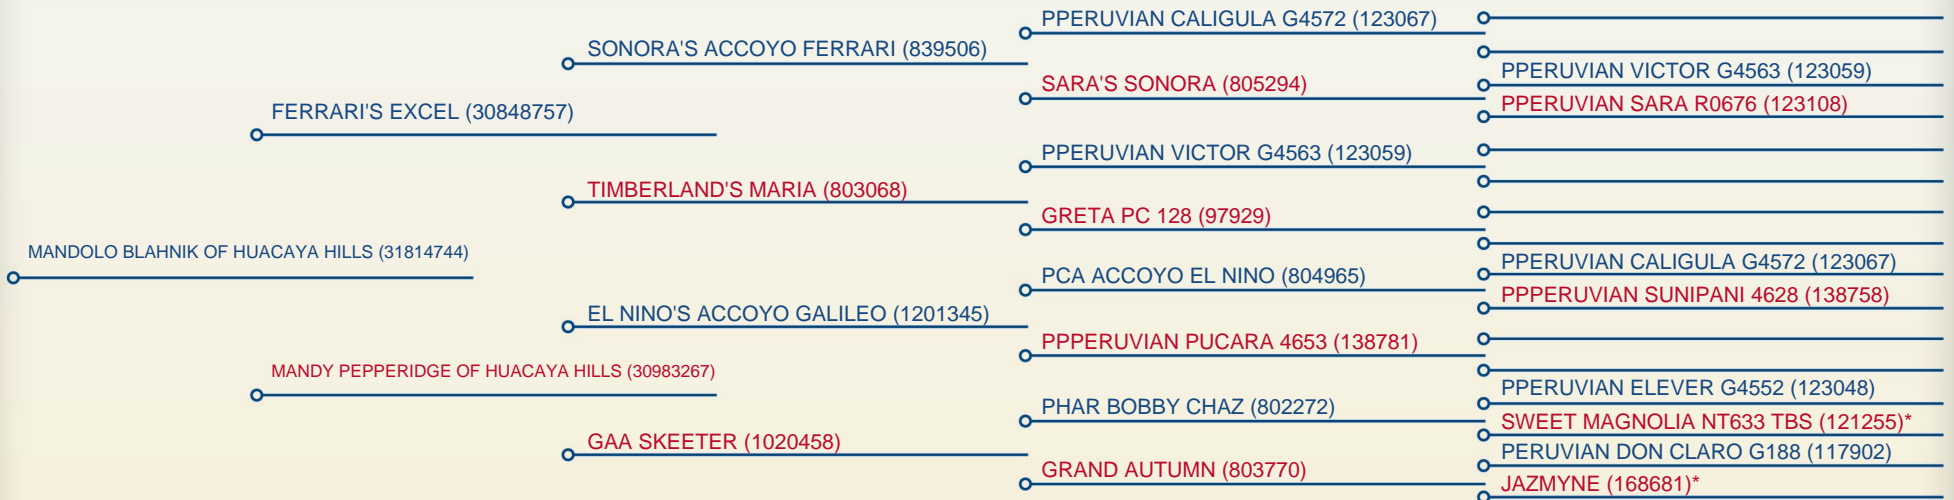 PPERUVIAN CALIGULA G4572 (123067)
SONORA'S ACCOYO FERRARI (839506)
PPERUVIAN VICTOR G4563 (123059)
SARA'S SONORA (805294)
PPERUVIAN SARA R0676 (123108)
FERRARI'S EXCEL (30848757)
PPERUVIAN VICTOR G4563 (123059)
TIMBERLAND'S MARIA (803068)
GRETA PC 128 (97929)
MANDOLO BLAHNIK OF HUACAYA HILLS (31814744)
PPERUVIAN CALIGULA G4572 (123067)
PCA ACCOYO EL NINO (804965)
PPPERUVIAN SUNIPANI 4628 (138758)
EL NINO'S ACCOYO GALILEO (1201345)
PPPERUVIAN PUCARA 4653 (138781)
MANDY PEPPERIDGE OF HUACAYA HILLS (30983267)
PPERUVIAN ELEVER G4552 (123048)
PHAR BOBBY CHAZ (802272)
SWEET MAGNOLIA NT633 TBS (121255)*
GAA SKEETER (1020458)
PERUVIAN DON CLARO G188 (117902)
GRAND AUTUMN (803770)
JAZMYNE (168681)*